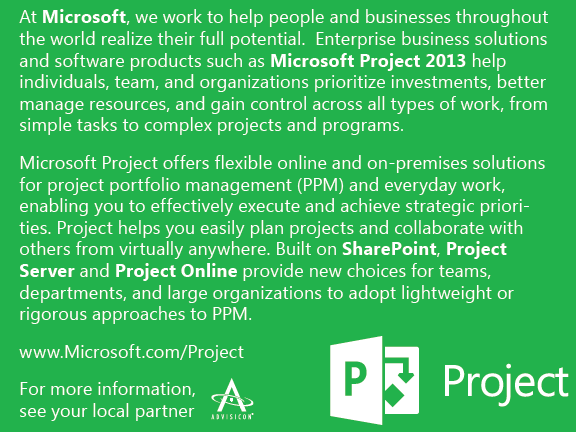 At Microsoft, we work to help people and businesses throughout
the world realize their full potential.  Enterprise business solutions
and software products such as Microsoft Project 2013 help
individuals, team, and organizations prioritize investments, better
manage resources, and gain control across all types of work, from
simple tasks to complex projects and programs.
Microsoft Project offers flexible online and on-premises solutions
for project portfolio management (PPM) and everyday work,
enabling you to effectively execute and achieve strategic priori-
ties. Project helps you easily plan projects and collaborate with
others from virtually anywhere. Built on SharePoint, Project
Server and Project Online provide new choices for teams,
departments, and large organizations to adopt lightweight or
rigorous approaches to PPM.
www.Microsoft.com/Project
For more information,
see your local partner
ADVISICON®
P
Project